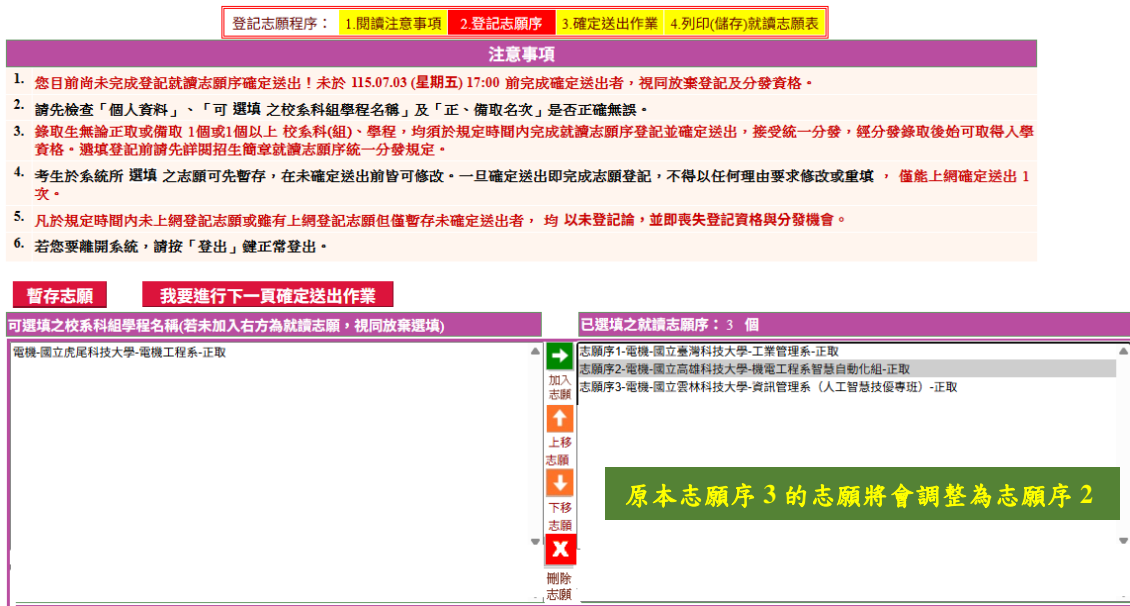 登記志願程序： 1.閱讀注意事項 2.登記志願序 3.確定送出作業 4.列印(儲存)就讀志願表
注意事項
1. 您目前尚未完成登記就讀志願序確定送出！未於 115.07.03 (星期五) 17:00 前完成確定送出者，視同放棄登記及分發資格。
2. 請先檢查「個人資料」、「可 選填 之校系科組學程名稱」及「正、備取名次」是否正確無誤。
3. 錄取生無論正取或備取 1個或1個以上 校系科(組)、學程，均須於規定時間內完成就讀志願序登記並確定送出，接受統一分發，經分發錄取後始可取得入學
資格。選填登記前請先詳閱招生簡章就讀志願序統一分發規定。
4. 考生於系統所 選填 之志願可先暫存，在未確定送出前皆可修改。一旦確定送出即完成志願登記，不得以任何理由要求修改或重填 ， 僅能上網確定送出 1
次。
5. 凡於規定時間內未上網登記志願或雖有上網登記志願但僅暫存未確定送出者， 均 以未登記論，並即喪失登記資格與分發機會。
6. 若您要離開系統，請按「登出」鍵正常登出。
暫存志願 我要進行下一頁確定送出作業
可選填之校系科組學程名稱(若未加入右方為就讀志願，視同放棄選填)
電機-國立虎尾科技大學-電機工程系-正取
加入
志願
上移
志願
下移
志願
X
刪除
志願
已選填之就讀志願序：3 個
志願序1-電機-國立臺灣科技大學-工業管理系-正取
志願序2-電機-國立高雄科技大學-機電工程系智慧自動化組-正取
志願序3-電機-國立雲林科技大學-資訊管理系（人工智慧技優專班）-正取
原本志願序 3 的志願將會調整為志願序 2